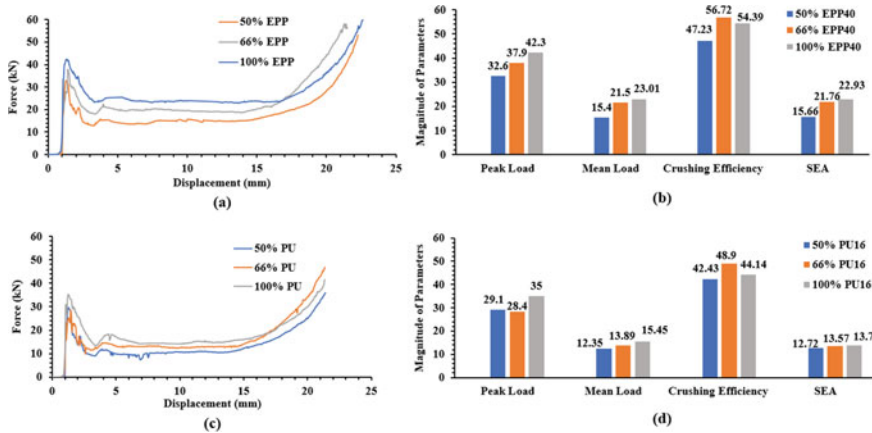 60
50
40
30
20
10
0
Force (kN)
0 5 10 15 20 25
Displacement (mm)
50% EPP
66% EPP
100% EPP
(a)
60
50
40
30
20
10
0
Magnitude of Parameters
32.6 37.9 42.3
15.4 21.5 23.01
47.23 56.72 54.39
15.66 21.76 22.93
Peak Load Mean Load Crushing Efficiency SEA
50% EPP40
66% EPP40
100% EPP40
(b)
60
50
40
30
20
10
0
Force (kN)
0 5 10 15 20 25
Displacement (mm)
50% PU
66% PU
100% PU
(c)
60
50
40
30
20
10
0
Magnitude of Parameters
29.1 28.4 35
12.35 13.89 15.45
42.43 48.9 44.14
12.72 13.57 13.7
Peak Load Mean Load Crushing Efficiency SEA
50% PU16
66% PU16
100% PU16
(d)